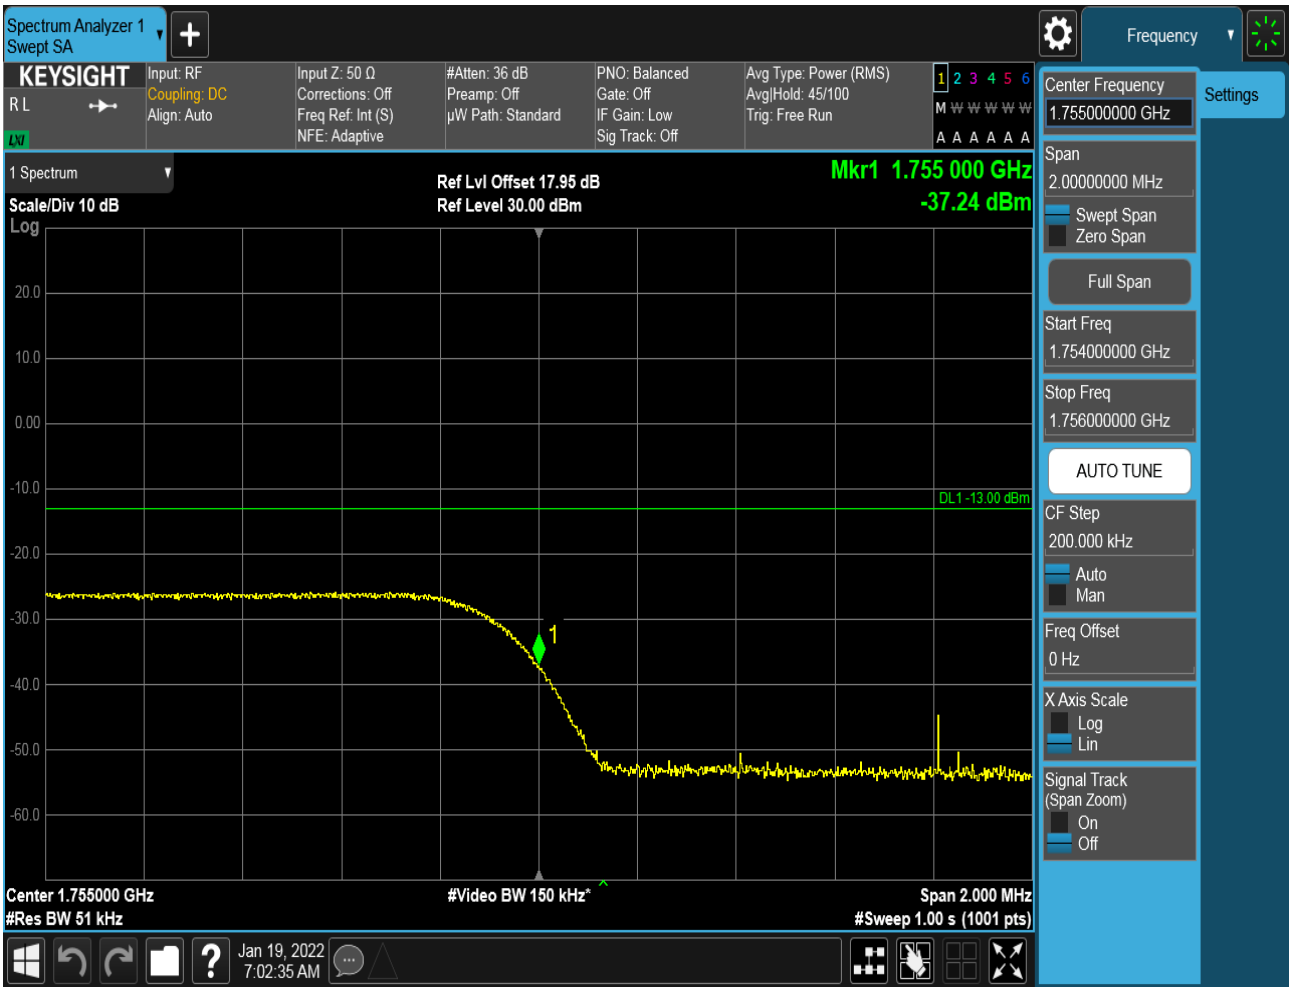 Spectrum Analyzer 1
Swept SA
Frequency
KEYSIGHT
R L
LXI
Input: RF
Coupling: DC
Align: Auto
Input Z: 50 Ω
Corrections: Off
Freq Ref: Int (S)
NFE: Adaptive
#Atten: 36 dB
Preamp: Off
µW Path: Standard
PNO: Balanced
Gate: Off
IF Gain: Low
Sig Track: Off
Avg Type: Power (RMS)
Avg|Hold: 45/100
Trig: Free Run
1 2 3 4 5 6
M W W W W W
A A A A A A
1 Spectrum
Scale/Div 10 dB
Log
Ref Lvl Offset 17.95 dB
Ref Level 30.00 dBm
Mkr1 1.755 000 GHz
-37.24 dBm
20.0
10.0
0.00
-10.0
DL1 -13.00 dBm
-20.0
-30.0
1
-40.0
-50.0
-60.0
Center 1.755000 GHz
#Res BW 51 kHz
#Video BW 150 kHz*
Span 2.000 MHz
#Sweep 1.00 s (1001 pts)
Center Frequency
1.755000000 GHz
Settings
Span
2.00000000 MHz
Swept Span
Zero Span
Full Span
Start Freq
1.754000000 GHz
Stop Freq
1.756000000 GHz
AUTO TUNE
CF Step
200.000 kHz
Auto
Man
Freq Offset
0 Hz
X Axis Scale
Log
Lin
Signal Track
(Span Zoom)
On
Off
?
Jan 19, 2022
7:02:35 AM